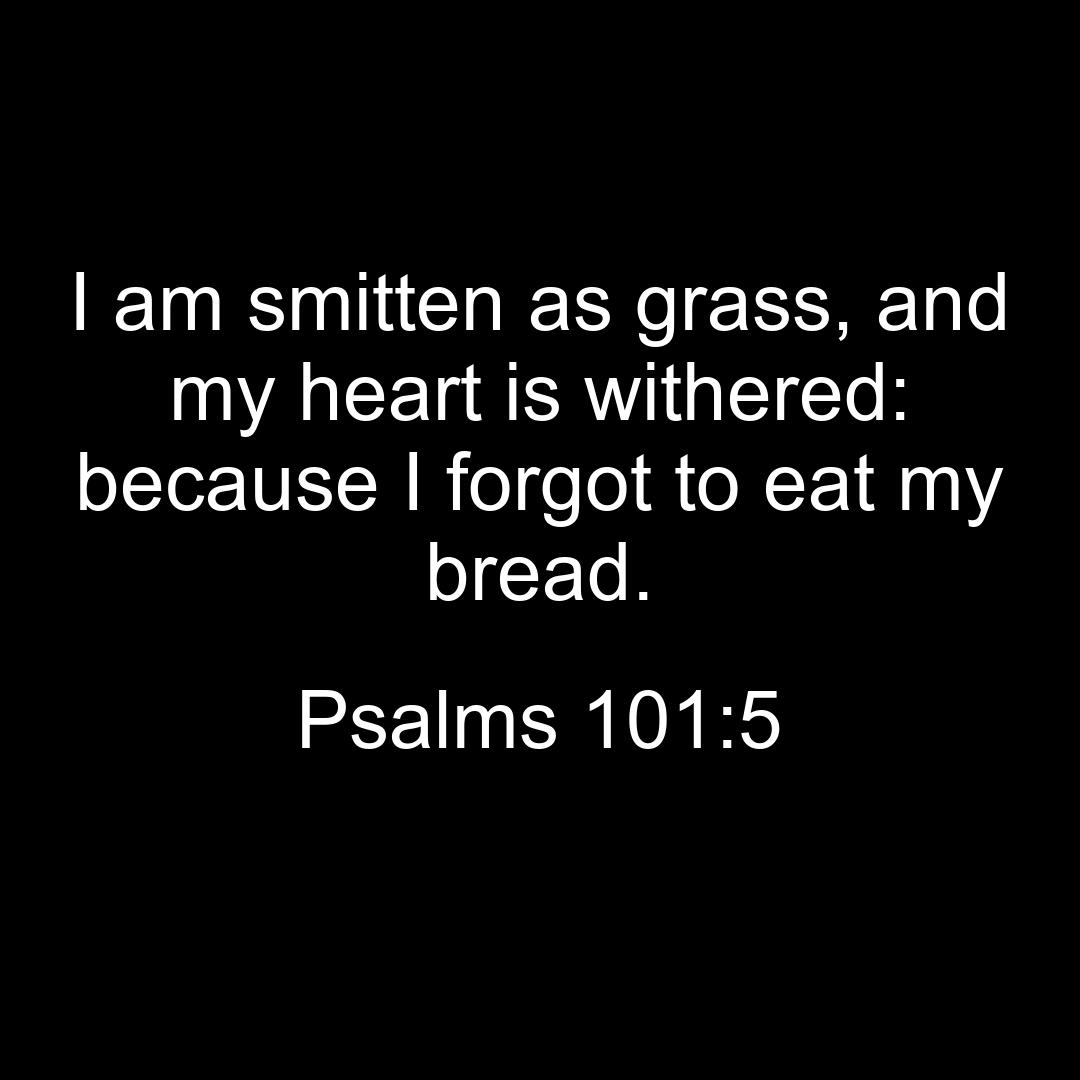 I am smitten as grass, and
my heart is withered:
because I forgot to eat my
bread.
Psalms 101:5